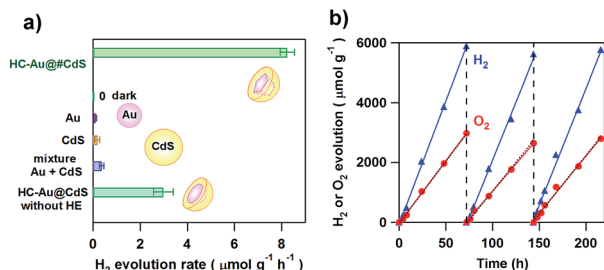 a)
HC-Au@#CdS
0 dark
Au
Au
CdS
CdS
mixture
Au + CdS
HC-Au@CdS
without HE
0 2 4 6 8
H2 evolution rate ( μmol g-1 h-1)
b)
H2 or O2 evolution ( μmol g-1)
6000
4000
2000
0
H2
O2
0 50 100 150 200
Time (h)